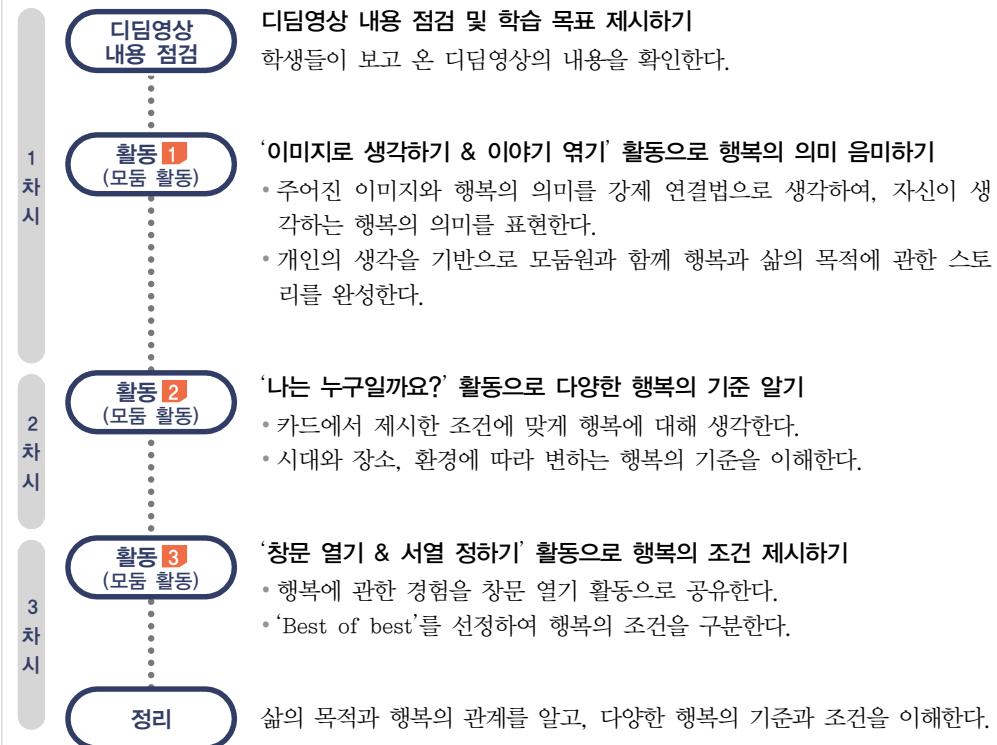 1
차
시
디딤영상
내용 점검
디딤영상 내용 점검 및 학습 목표 제시하기
학생들이 보고 온 디딤영상의 내용을 확인한다.
활동 1
(모둠 활동)
‘이미지로 생각하기 & 이야기 엮기’ 활동으로 행복의 의미 음미하기
• 주어진 이미지와 행복의 의미를 강제 연결법으로 생각하여, 자신이 생
각하는 행복의 의미를 표현한다.
• 개인의 생각을 기반으로 모둠원과 함께 행복과 삶의 목적에 관한 스토
리를 완성한다.
2
차
시
활동 2
(모둠 활동)
‘나는 누구일까요?’ 활동으로 다양한 행복의 기준 알기
• 카드에서 제시한 조건에 맞게 행복에 대해 생각한다.
• 시대와 장소, 환경에 따라 변하는 행복의 기준을 이해한다.
3
차
시
활동 3
(모둠 활동)
‘창문 열기 & 서열 정하기’ 활동으로 행복의 조건 제시하기
• 행복에 관한 경험을 창문 열기 활동으로 공유한다.
• ‘Best of best’를 선정하여 행복의 조건을 구분한다.
정리
삶의 목적과 행복의 관계를 알고, 다양한 행복의 기준과 조건을 이해한다.